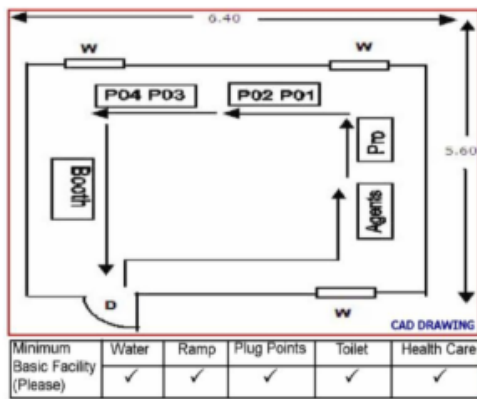 6.40
W
W
P04 P03
P02 P01
Pro
5.60
Booth
Agents
D
W
CAD DRAWING
Minimum Basic Facility (Please)
Water
Ramp
Plug Points
Toilet
Health Care
✓ ✓ ✓ ✓ ✓